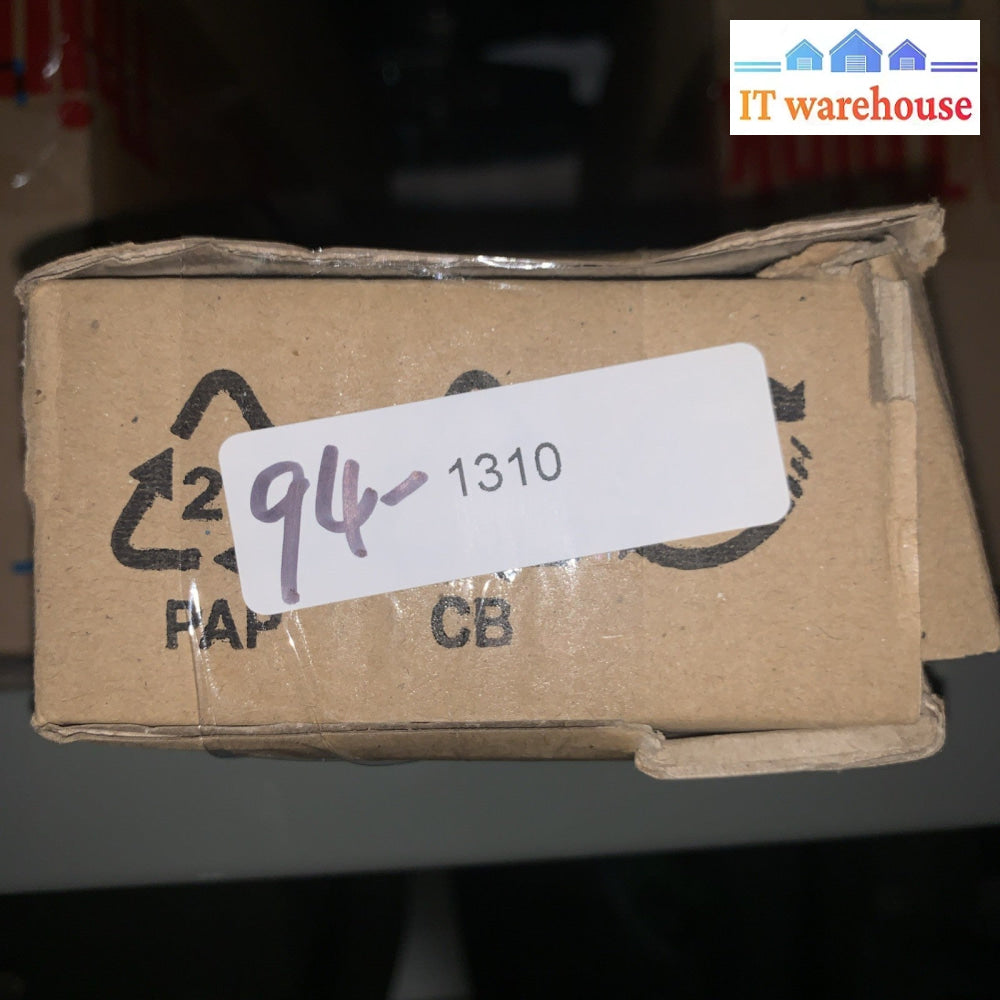 IT warehouse
94- 1310
2
PAP
CB